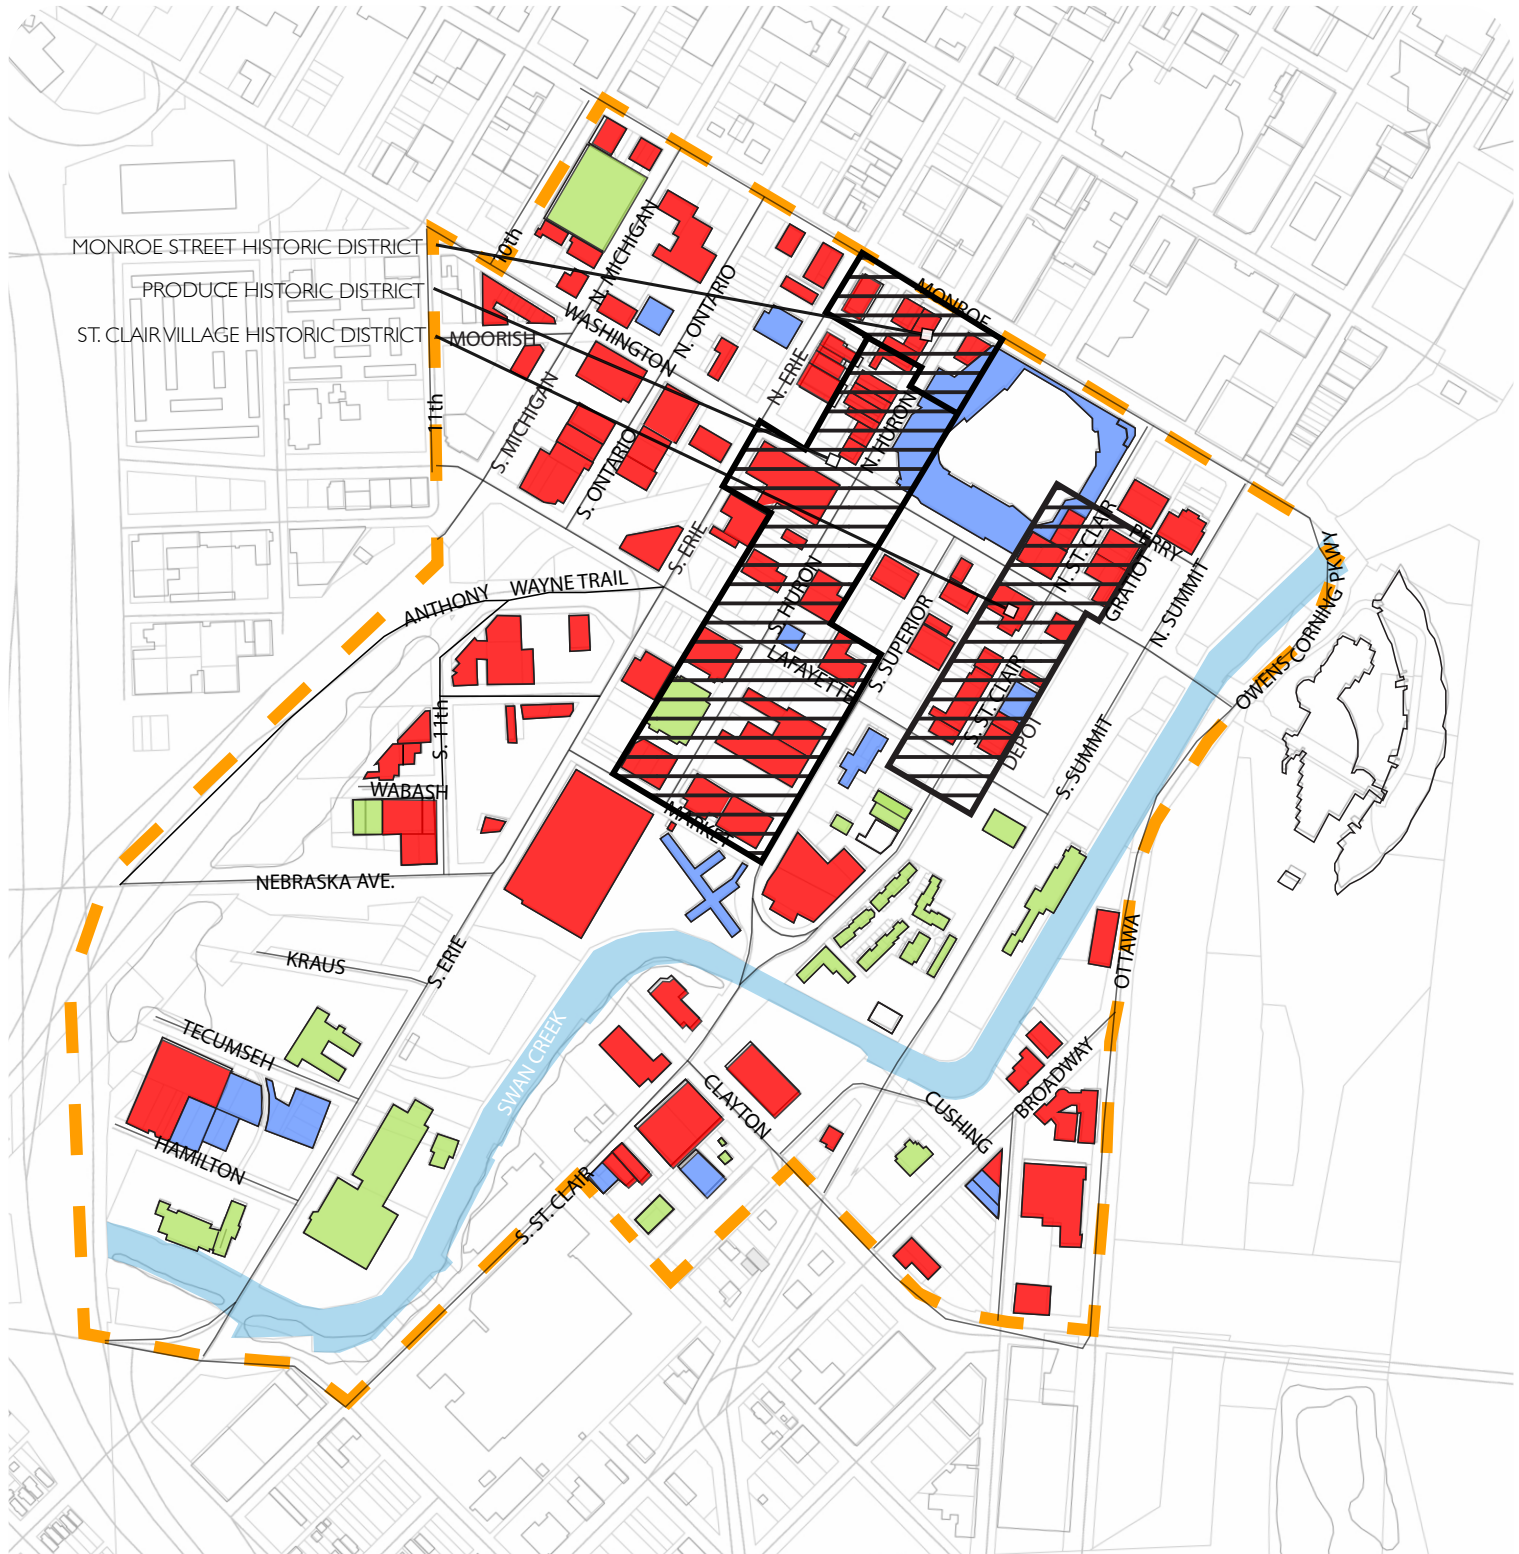 MONROE STREET HISTORIC DISTRICT
PRODUCE HISTORIC DISTRICT
ST. CLAIR VILLAGE HISTORIC DISTRICT
10th
N. MICHIGAN
N. ONTARIO
WASHINGTON
MOORISH
MONROE
N. ERIE
N. HURON
11th
S. MICHIGAN
S. ONTARIO
S. ERIE
N. ST. CLAIR
PERRY
GRATIOT
N. SUMMIT
OWENS CORNING PKWY
ANTHONY WAYNE TRAIL
S. HURON
LAFAYETTE
S. SUPERIOR
S. ST. CLAIR
DEPOT
S. SUMMIT
S. 11th
WABASH
MARKET
NEBRASKA AVE.
KRAUS
S. ERIE
OTTAWA
TECUMSEH
HAMILTON
SWAN CREEK
CLAYTON
CUSHING
BROADWAY
S. ST. CLAIR